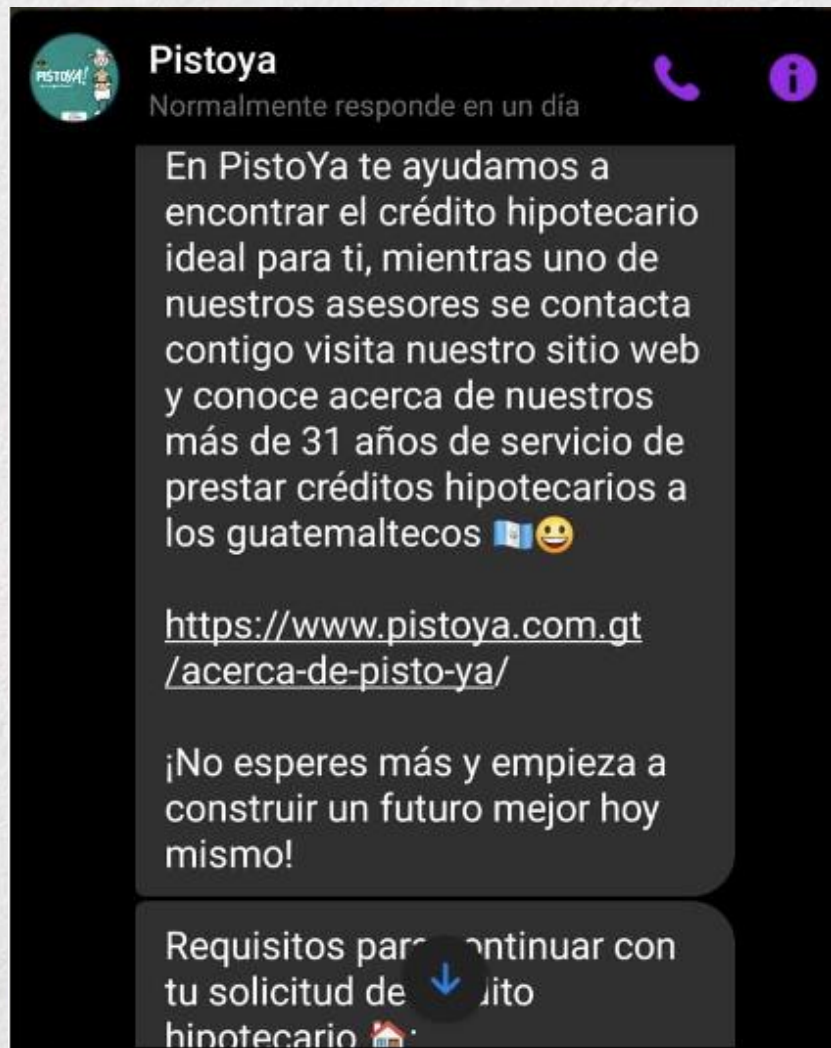 PISTOYA!
Pistoya
Normalmente responde en un día
En PistoYa te ayudamos a
encontrar el crédito hipotecario
ideal para ti, mientras uno de
nuestros asesores se contacta
contigo visita nuestro sitio web
y conoce acerca de nuestros
más de 31 años de servicio de
prestar créditos hipotecarios a
los guatemaltecos 🇬🇹😀
https://www.pistoya.com.gt
/acerca-de-pisto-ya/
¡No esperes más y empieza a
construir un futuro mejor hoy
mismo!
Requisitos con
tu solicitud de
hipotecario 🏠: